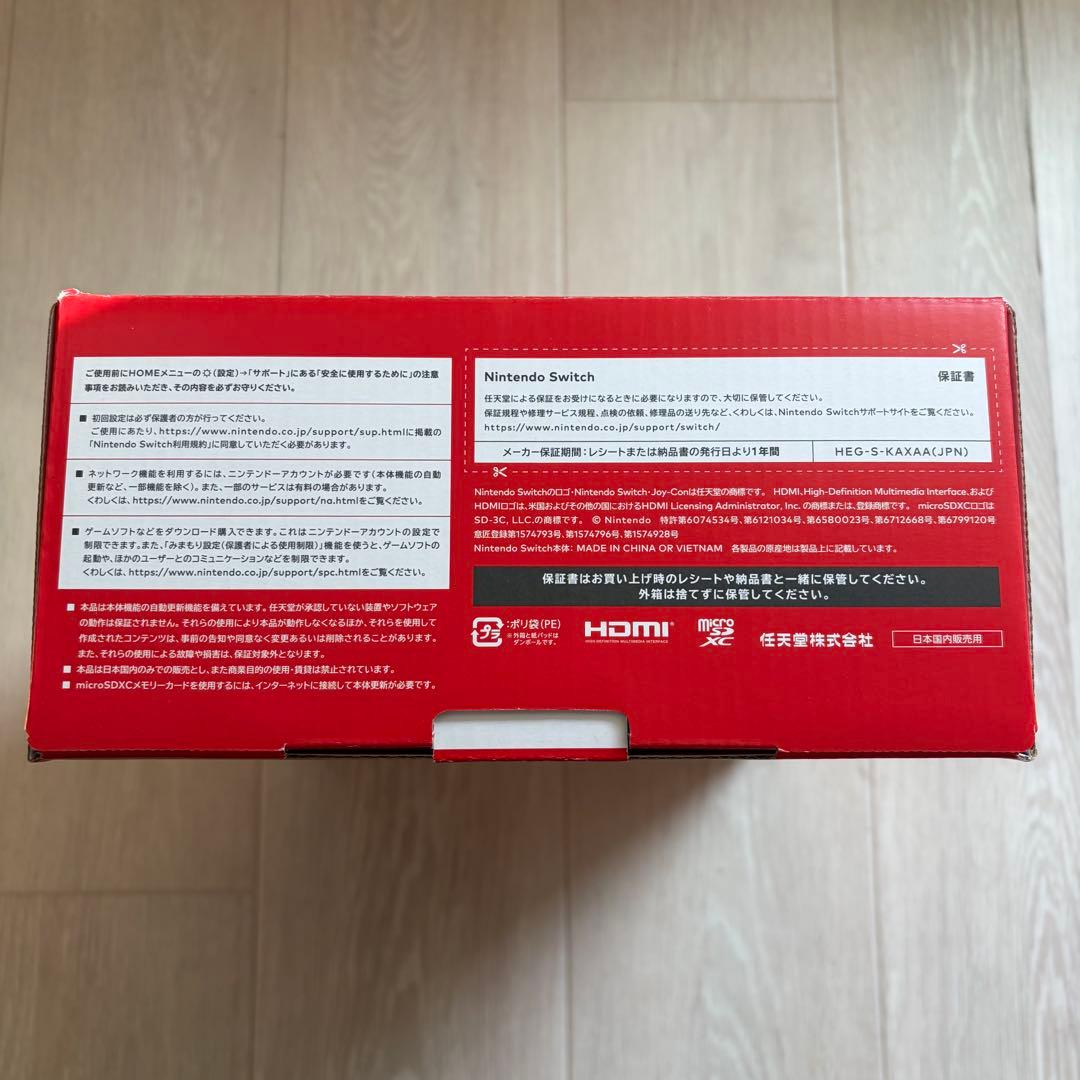 ご使用前にHOMEメニューの(設定)→「サポート」にある「安全に使用するために」の注意
事項をお読みいただき、その内容を必ずお守りください。
■ 初回設定は必ず保護者の方が行ってください。
ご使用にあたり、https://www.nintendo.co.jp/support/sup.htmlに掲載の
「Nintendo Switch利用規約」に同意していただく必要があります。
■ ネットワーク機能を利用するには、ニンテンドーアカウントが必要です(本体機能の自動
更新など、一部機能を除く)。また、一部のサービスは有料の場合があります。
くわしくは、https://www.nintendo.co.jp/support/na.htmlをご覧ください。
■ ゲームソフトなどをダウンロード購入できます。これはニンテンドーアカウントの設定で
制限できます。また、「みまもり設定(保護者による使用制限)」機能を使うと、ゲームソフトの
起動や、ほかのユーザーとのコミュニケーションなどを制限できます。
くわしくは、https://www.nintendo.co.jp/support/spc.htmlをご覧ください。
■ 本品は本体機能の自動更新機能を備えています。任天堂が承認していない装置やソフトウェア
の動作は保証されません。それらの使用により本品が動作しなくなるほか、それらを使用して
作成されたコンテンツは、事前の告知や同意なく変更あるいは削除されることがあります。
また、それらの使用による故障や損害は、保証対象外となります。
■ 本品は日本国内のみでの販売とし、また商業目的の使用・賃貸は禁止されています。
■ microSDXCメモリーカードを使用するには、インターネットに接続して本体更新が必要です。
Nintendo Switch 保証書
任天堂による保証をお受けになるときに必要になりますので、大切に保管してください。
保証規程や修理サービス規程、点検の依頼、修理品の送り先など、くわしくは、Nintendo Switchサポートサイトをご覧ください。
https://www.nintendo.co.jp/support/switch/
メーカー保証期間：レシートまたは納品書の発行日より1年間 HEG-S-KAXAA(JPN)
Nintendo Switchのロゴ・Nintendo Switch・Joy-Conは任天堂の商標です。 HDMI、High-Definition Multimedia Interface、および
HDMIロゴは、米国およびその他の国におけるHDMI Licensing Administrator, Inc. の商標または、登録商標です。 microSDXCロゴは
SD-3C, LLC.の商標です。 © Nintendo 特許第6074534号、第6121034号、第6580023号、第6712668号、第6799120号
意匠登録第1574793号、第1574796号、第1574928号
Nintendo Switch本体：MADE IN CHINA OR VIETNAM 各製品の原産地は製品上に記載しています。
保証書はお買い上げ時のレシートや納品書と一緒に保管してください。
外箱は捨てずに保管してください。
プラ：ポリ袋(PE)
※外箱と紙パッドは
ダンボールです。
HDMI
HIGH-DEFINITION MULTIMEDIA INTERFACE
micro SD XC
任天堂株式会社
日本国内販売用